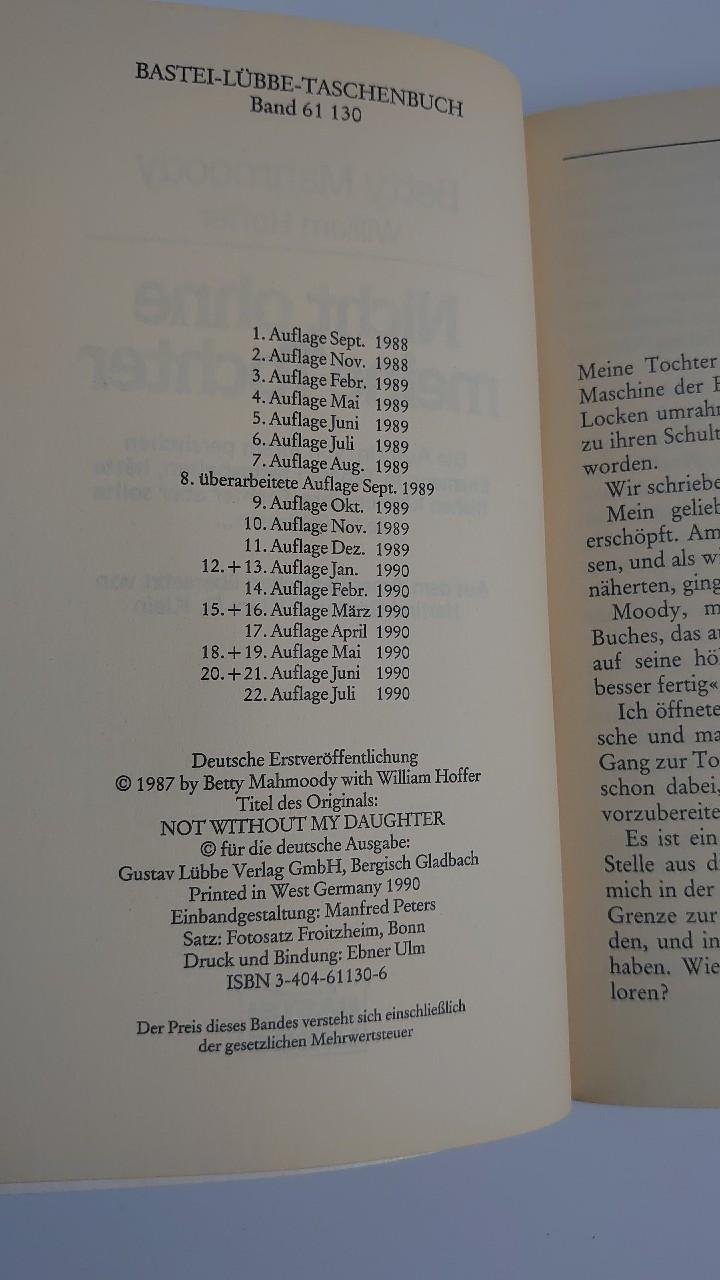 BASTEI-LÜBBE-TASCHENBUCH
Band 61 130
1. Auflage Sept. 1988
2. Auflage Nov. 1988
3. Auflage Febr. 1989
4. Auflage Mai 1989
5. Auflage Juni 1989
6. Auflage Juli 1989
7. Auflage Aug. 1989
8. überarbeitete Auflage Sept. 1989
9. Auflage Okt. 1989
10. Auflage Nov. 1989
11. Auflage Dez. 1989
12.+13. Auflage Jan. 1990
14. Auflage Febr. 1990
15.+16. Auflage März 1990
17. Auflage April 1990
18.+19. Auflage Mai 1990
20.+21. Auflage Juni 1990
22. Auflage Juli 1990
Deutsche Erstveröffentlichung
© 1987 by Betty Mahmoody with William Hoffer
Titel des Originals:
NOT WITHOUT MY DAUGHTER
© für die deutsche Ausgabe:
Gustav Lübbe Verlag GmbH, Bergisch Gladbach
Printed in West Germany 1990
Einbandgestaltung: Manfred Peters
Satz: Fotosatz Froitzheim, Bonn
Druck und Bindung: Ebner Ulm
ISBN 3-404-61130-6
Der Preis dieses Bandes versteht sich einschließlich
der gesetzlichen Mehrwertsteuer
Meine Tochter
Maschine der
Locken umrah
zu ihren Schult
worden.
Wir schriebe
Mein gelieb
erschöpft. Am
sen, und als wi
näherten, ging
Moody, m
Buches, das a
auf seine hö
besser fertig«
Ich öffnete
sche und ma
Gang zur To
schon dabei,
vorzubereite
Es ist ein
Stelle aus d
mich in der
Grenze zur
den, und in
haben. Wie
loren?